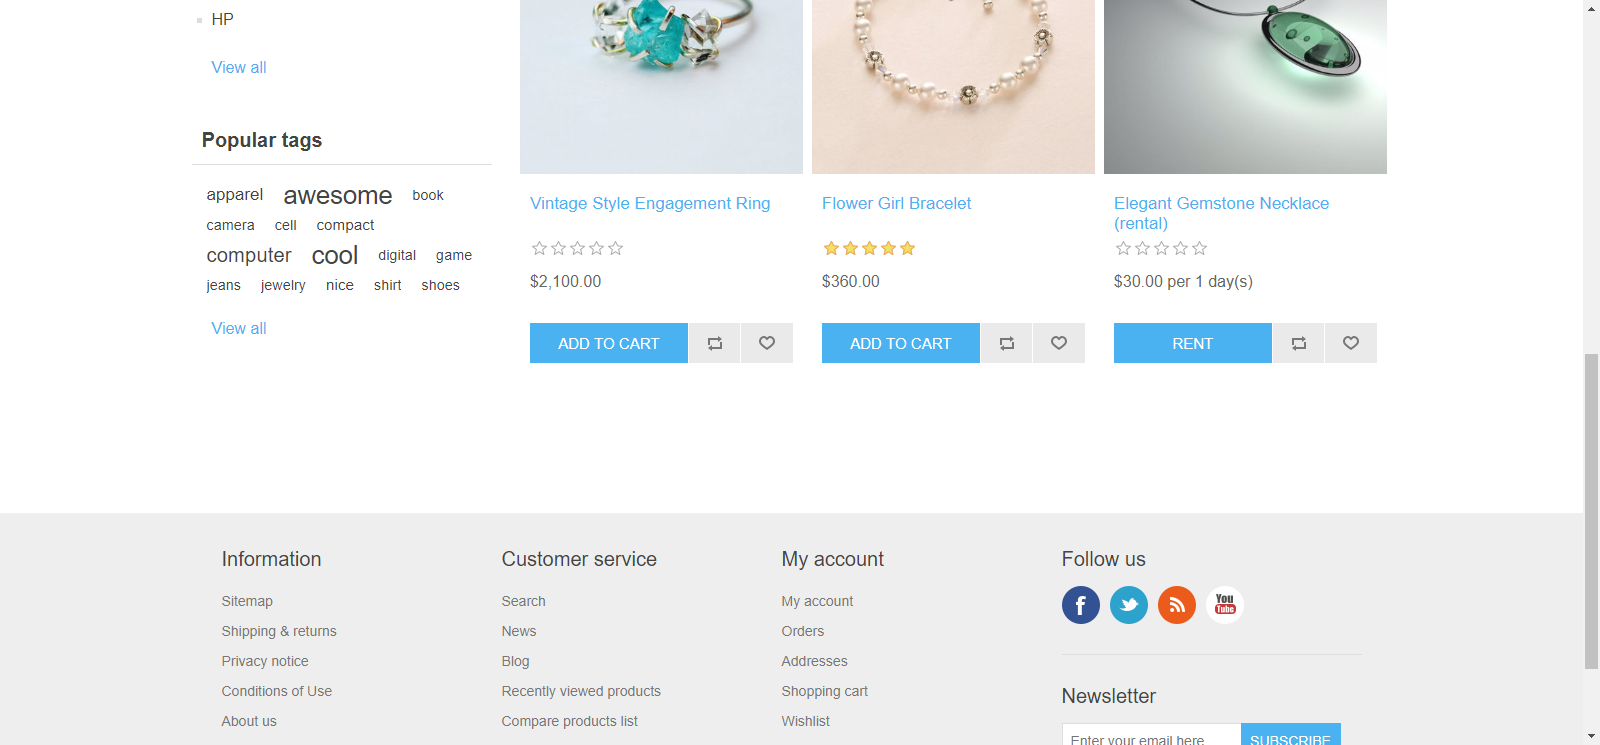 HP
View all
Popular tags
apparel awesome book
camera cell compact
computer cool digital game
jeans jewelry nice shirt shoes
View all
Vintage Style Engagement Ring
$2,100.00
ADD TO CART
Flower Girl Bracelet
$360.00
ADD TO CART
Elegant Gemstone Necklace
(rental)
$30.00 per 1 day(s)
RENT
Information
Sitemap
Shipping & returns
Privacy notice
Conditions of Use
About us
Customer service
Search
News
Blog
Recently viewed products
Compare products list
My account
My account
Orders
Addresses
Shopping cart
Wishlist
Follow us
f
You
Tube
Newsletter
Enter your email here SUBSCRIBE